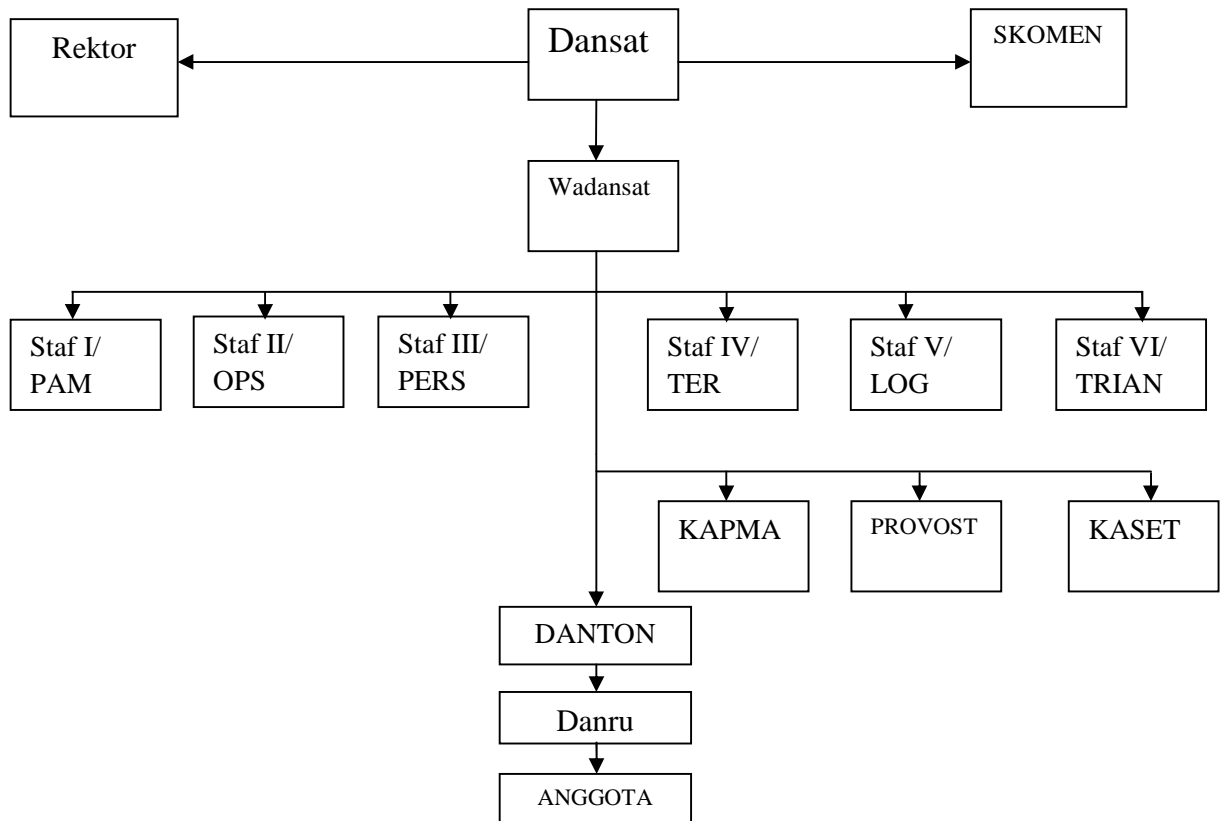 Rektor
Dansat
SKOMEN
Wadansat
Staf I/
PAM
Staf II/
OPS
Staf III/
PERS
Staf IV/
TER
Staf V/
LOG
Staf VI/
TRIAN
KAPMA
PROVOST
KASET
DANTON
Danru
ANGGOTA